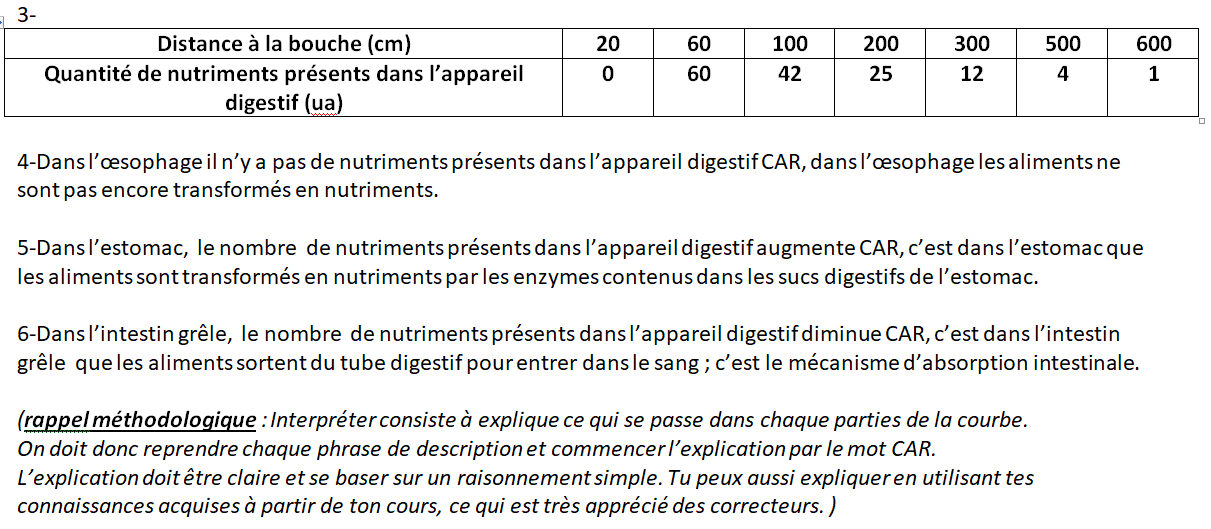 3-
Distance à la bouche (cm) 20 60 100 200 300 500 600
Quantité de nutriments présents dans l'appareil 0 60 42 25 12 4 1
digestif (ua)
4-Dans l'œsophage il n'y a pas de nutriments présents dans l'appareil digestif CAR, dans l'œsophage les aliments ne
sont pas encore transformés en nutriments.
5-Dans l'estomac, le nombre de nutriments présents dans l'appareil digestif augmente CAR, c'est dans l'estomac que
les aliments sont transformés en nutriments par les enzymes contenus dans les sucs digestifs de l'estomac.
6-Dans l'intestin grêle, le nombre de nutriments présents dans l'appareil digestif diminue CAR, c'est dans l'intestin
grêle que les aliments sortent du tube digestif pour entrer dans le sang ; c'est le mécanisme d'absorption intestinale.
(rappel méthodologique : Interpréter consiste à explique ce qui se passe dans chaque parties de la courbe.
On doit donc reprendre chaque phrase de description et commencer l'explication par le mot CAR.
L'explication doit être claire et se baser sur un raisonnement simple. Tu peux aussi expliquer en utilisant tes
connaissances acquises à partir de ton cours, ce qui est très apprécié des correcteurs. )